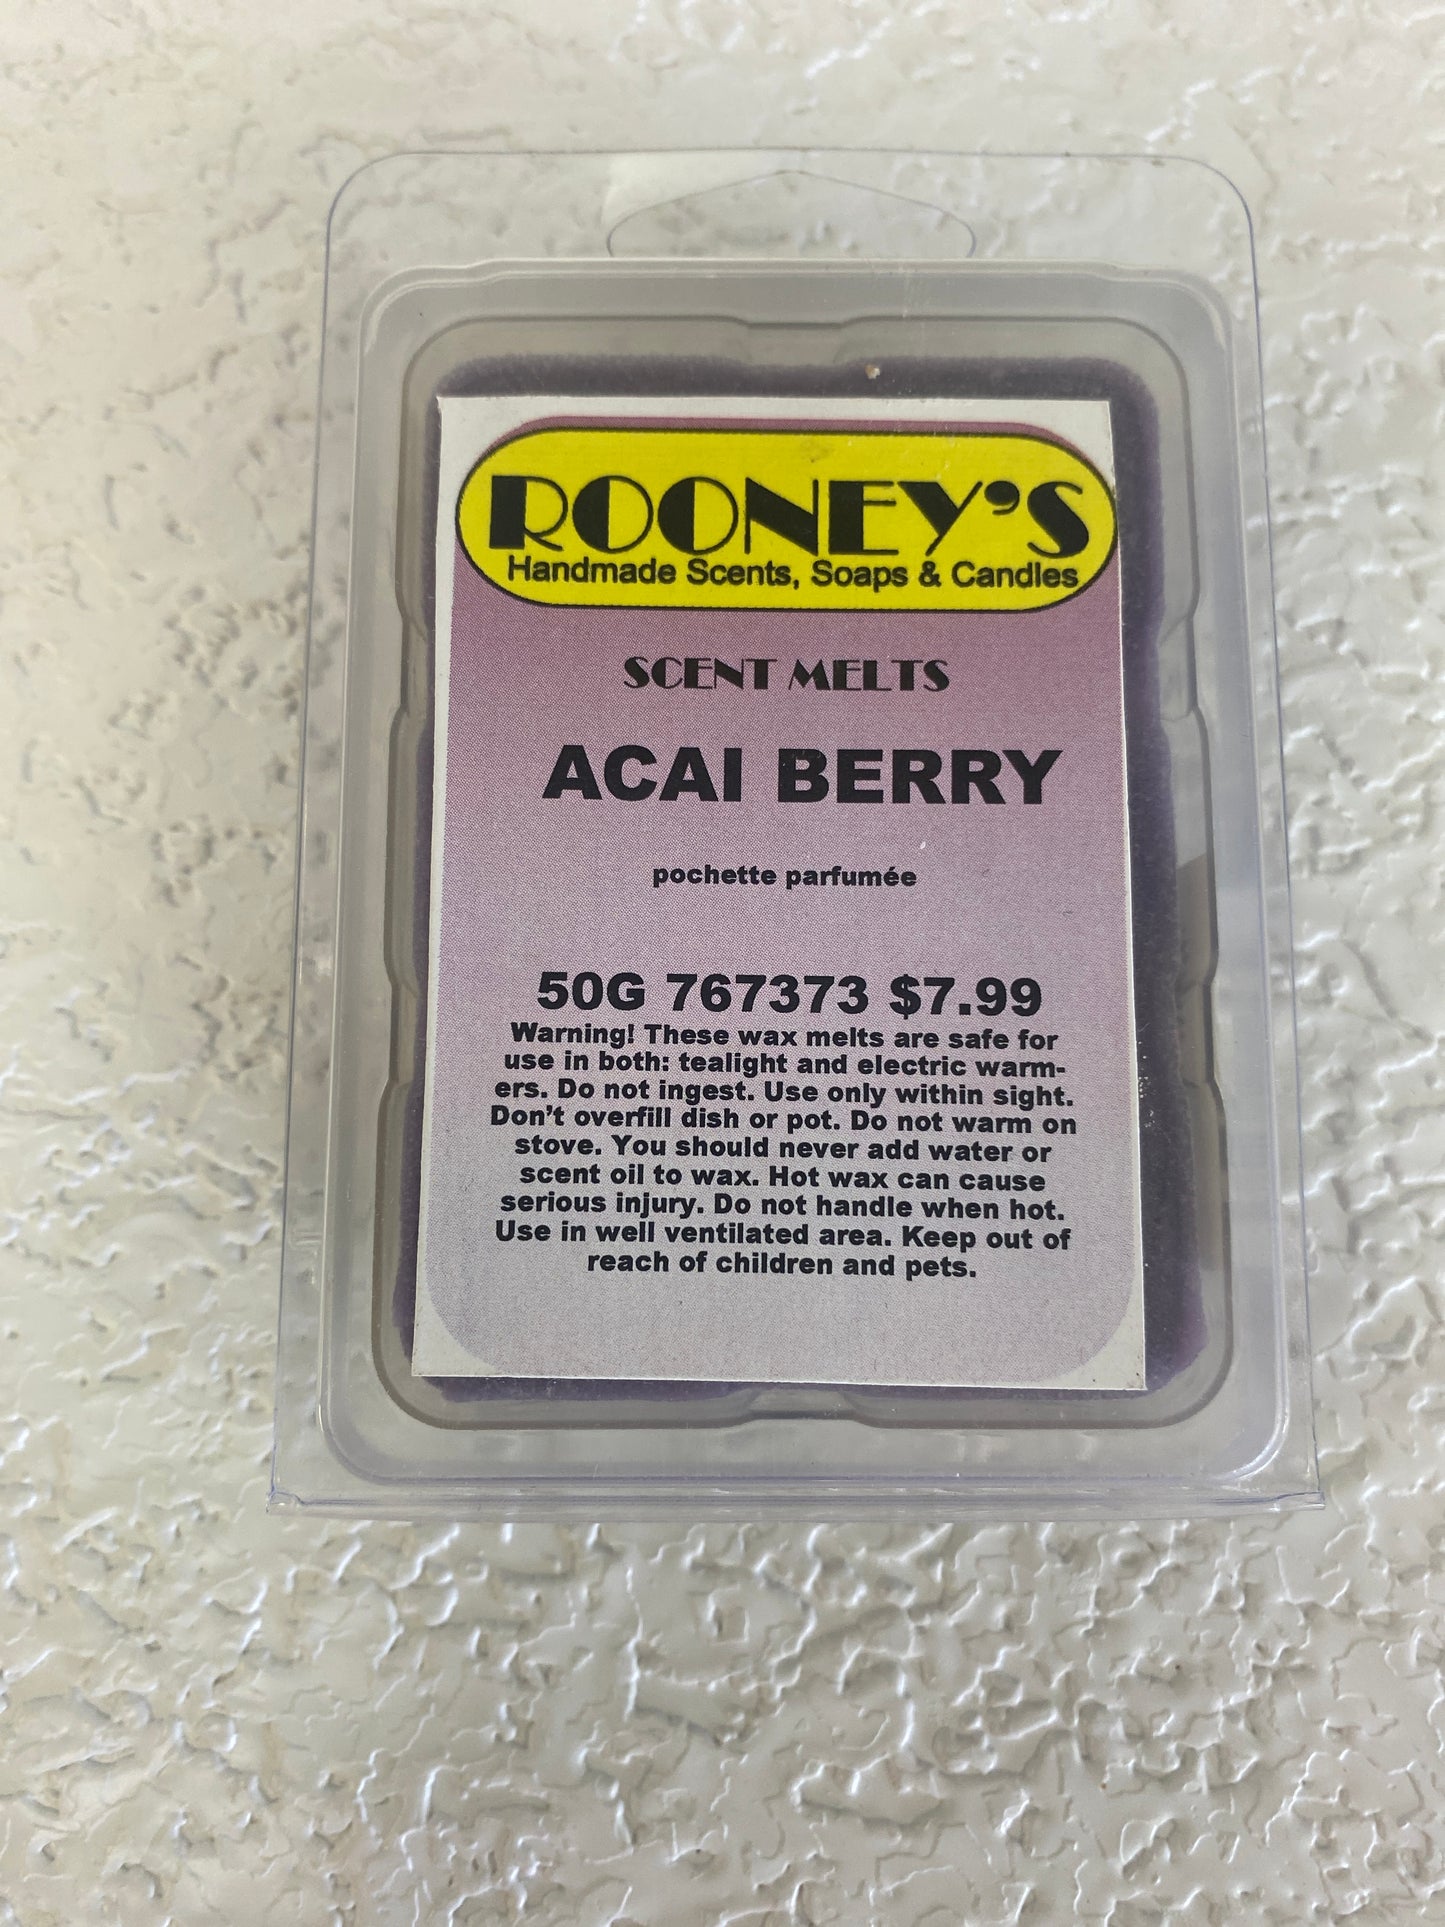 ROONEY'S
Handmade Scents, Soaps & Candles
SCENT MELTS
ACAI BERRY
pochette parfumée
50G 767373 $7.99
Warning! These wax melts are safe for
use in both: tealight and electric warm-
ers. Do not ingest. Use only within sight.
Don't overfill dish or pot. Do not warm on
stove. You should never add water or
scent oil to wax. Hot wax can cause
serious injury. Do not handle when hot.
Use in well ventilated area. Keep out of
reach of children and pets.